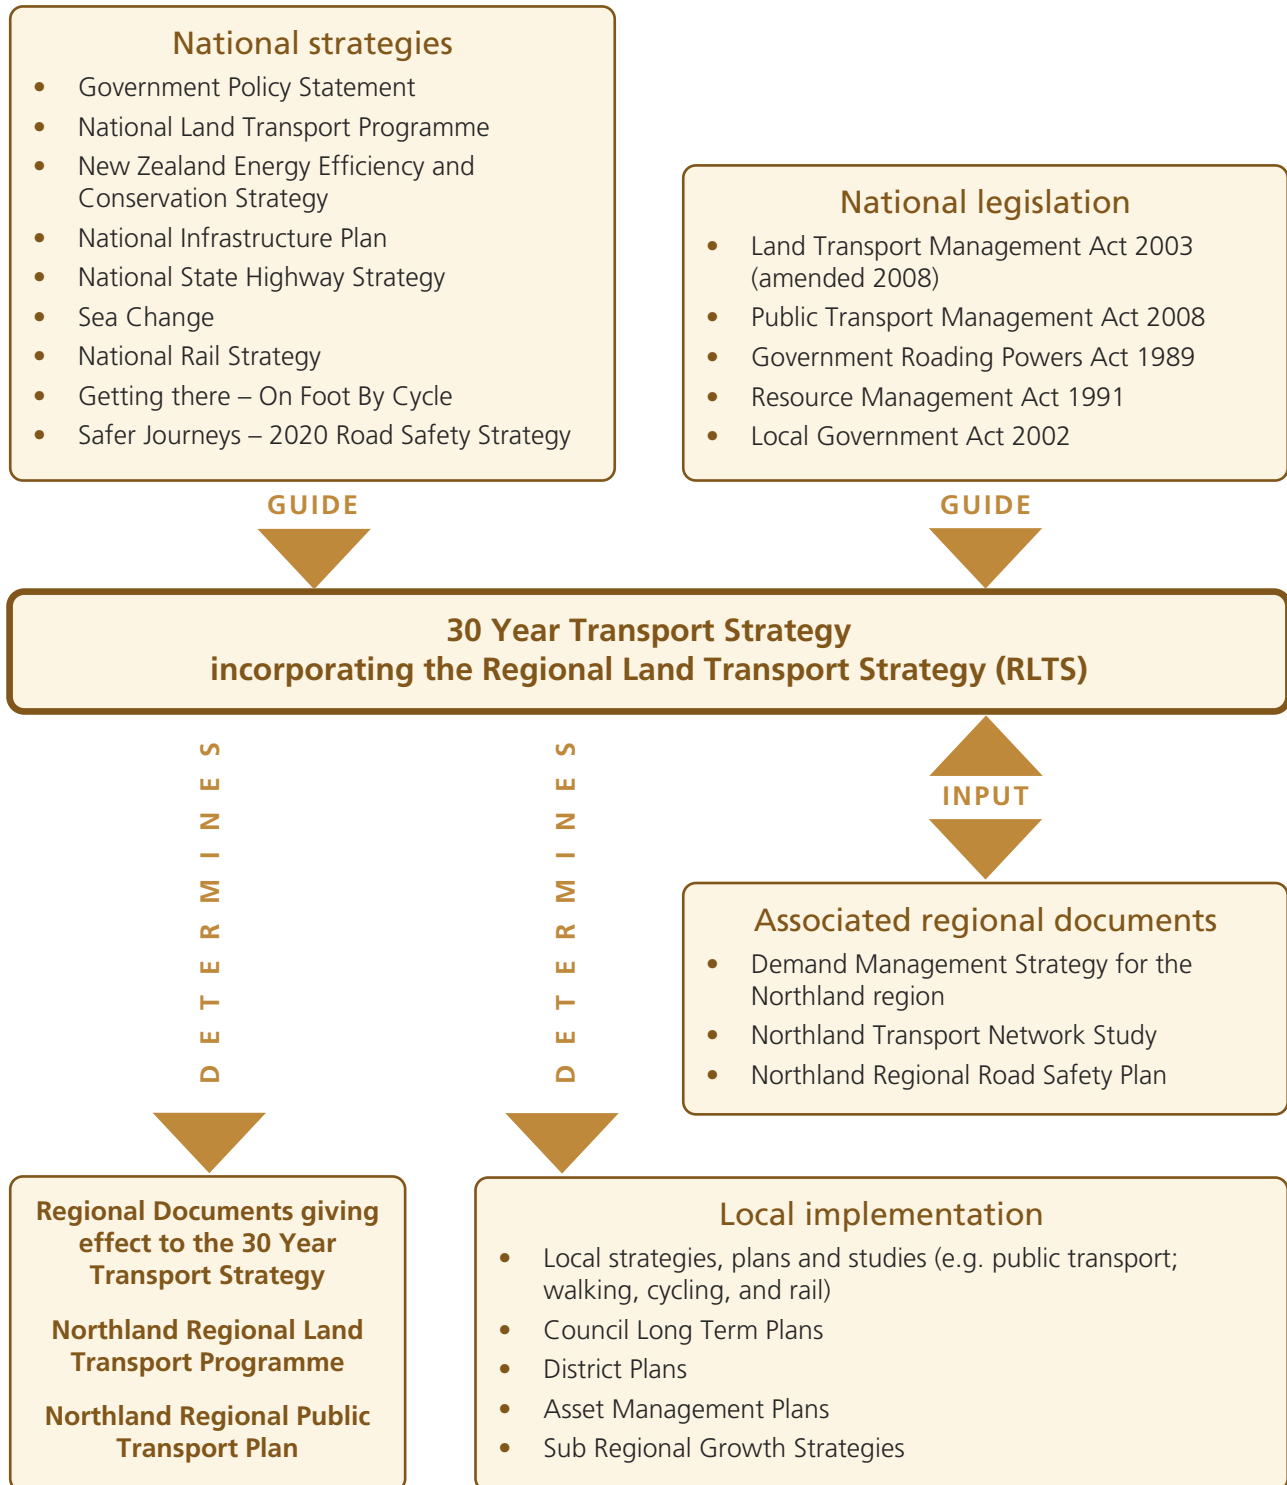 National strategies
• Government Policy Statement
• National Land Transport Programme
• New Zealand Energy Efficiency and
Conservation Strategy
• National Infrastructure Plan
• National State Highway Strategy
• Sea Change
• National Rail Strategy
• Getting there – On Foot By Cycle
• Safer Journeys – 2020 Road Safety Strategy
National legislation
• Land Transport Management Act 2003
(amended 2008)
• Public Transport Management Act 2008
• Government Roading Powers Act 1989
• Resource Management Act 1991
• Local Government Act 2002
GUIDE
GUIDE
30 Year Transport Strategy
incorporating the Regional Land Transport Strategy (RLTS)
DETERMINES
DETERMINES
INPUT
Associated regional documents
• Demand Management Strategy for the
Northland region
• Northland Transport Network Study
• Northland Regional Road Safety Plan
Regional Documents giving
effect to the 30 Year
Transport Strategy
Northland Regional Land
Transport Programme
Northland Regional Public
Transport Plan
Local implementation
• Local strategies, plans and studies (e.g. public transport;
walking, cycling, and rail)
• Council Long Term Plans
• District Plans
• Asset Management Plans
• Sub Regional Growth Strategies